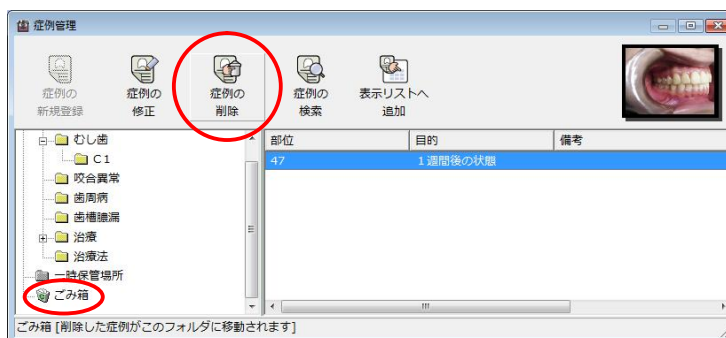 症例管理
症例の
新規登録
症例の
修正
症例の
削除
症例の
検索
表示リストへ
追加
むし歯
C1
咬合異常
歯周病
歯槽膿漏
治療
治療法
一時保管場所
ごみ箱
部位 目的 備考
47 1週間後の状態
ごみ箱 [削除した症例がこのフォルダに移動されます]